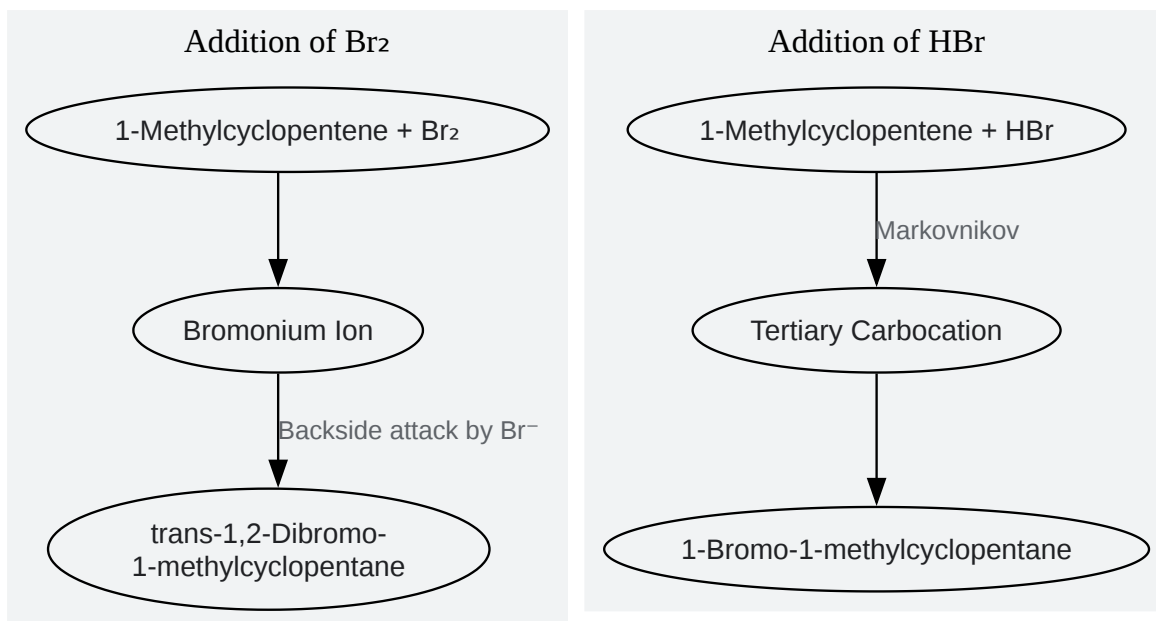 Addition of Br₂
1-Methylcyclopentene + Br₂
Bromonium Ion
Backside attack by Br⁻
trans-1,2-Dibromo-
1-methylcyclopentane
Addition of HBr
1-Methylcyclopentene + HBr
Markovnikov
Tertiary Carbocation
1-Bromo-1-methylcyclopentane